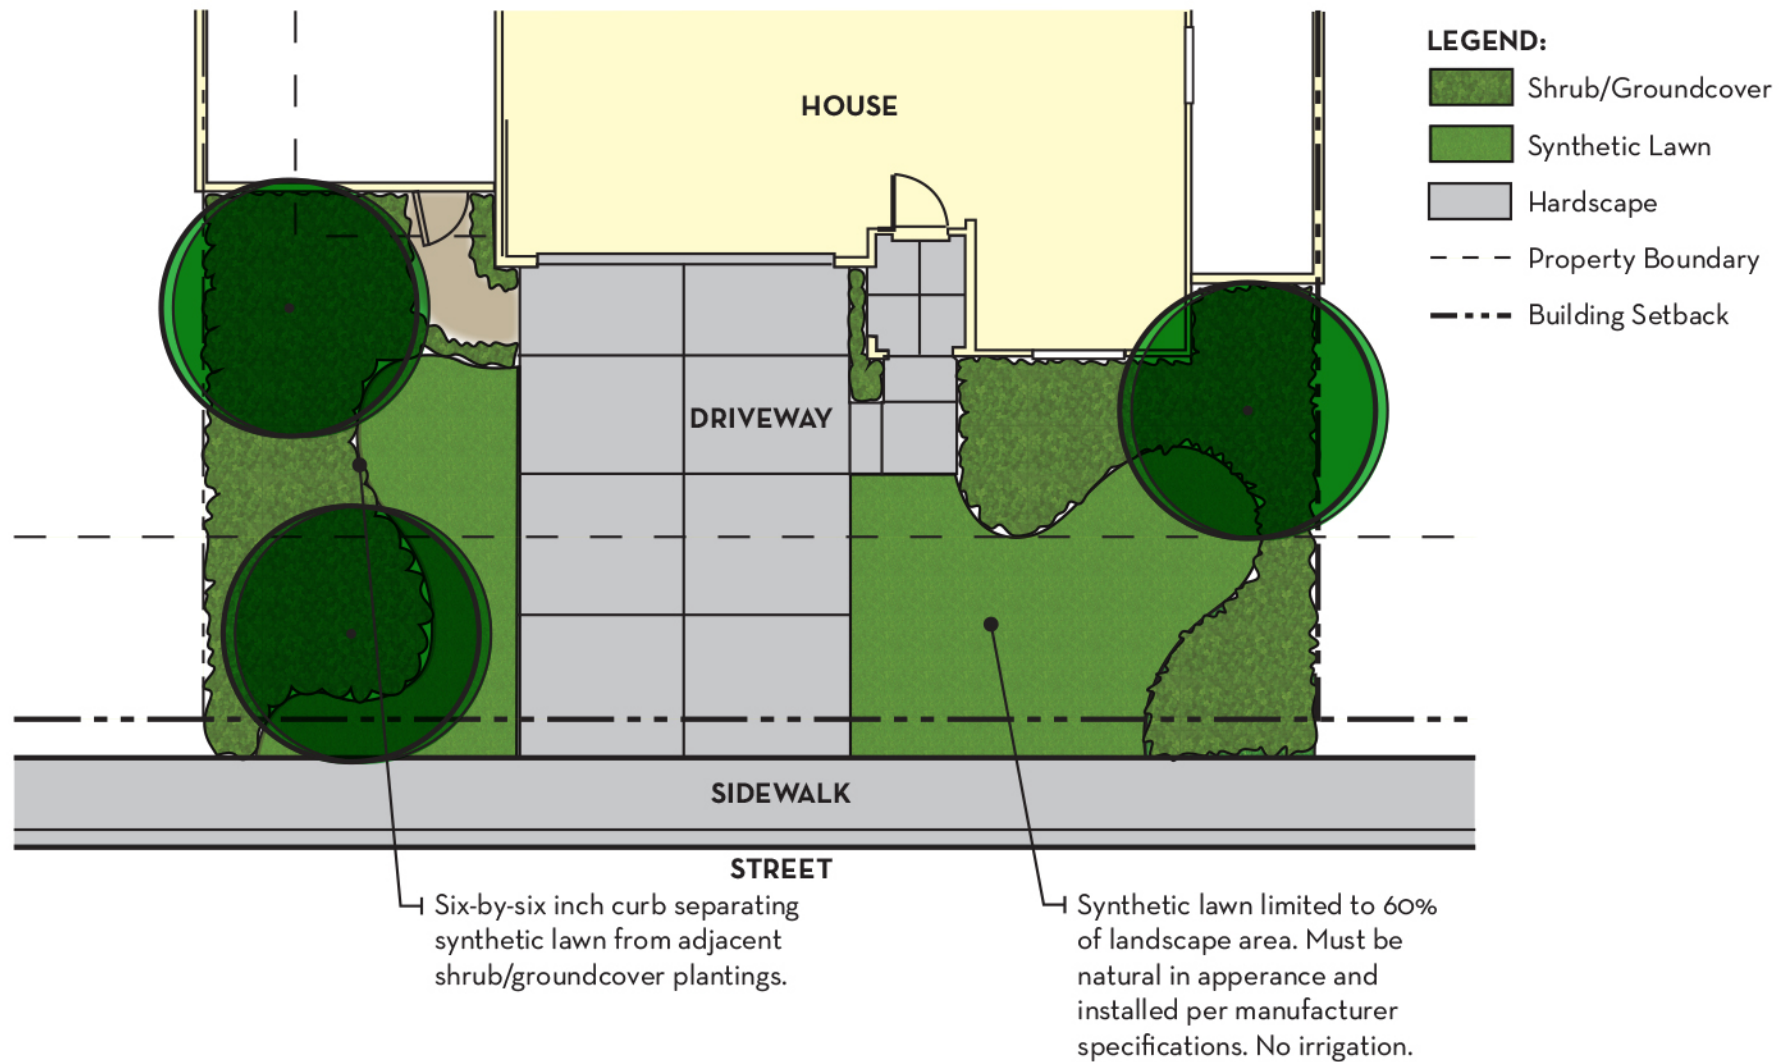 HOUSE
LEGEND:
Shrub/Groundcover
Synthetic Lawn
Hardscape
Property Boundary
Building Setback
DRIVEWAY
SIDEWALK
STREET
Six-by-six inch curb separating
synthetic lawn from adjacent
shrub/groundcover plantings.
Synthetic lawn limited to 60%
of landscape area. Must be
natural in apperance and
installed per manufacturer
specifications. No irrigation.